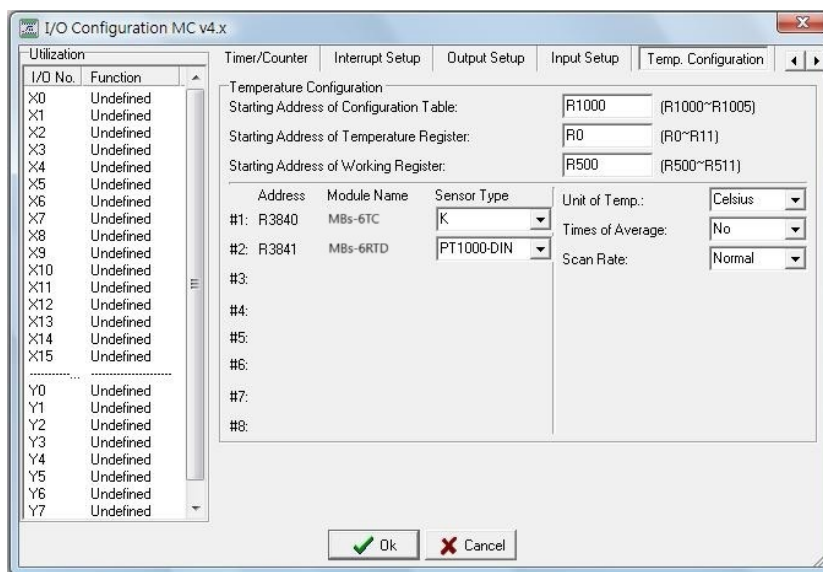 I/O Configuration MC v4.x
Utilization
I/O No. Function
X0 Undefined
X1 Undefined
X2 Undefined
X3 Undefined
X4 Undefined
X5 Undefined
X6 Undefined
X7 Undefined
X8 Undefined
X9 Undefined
X10 Undefined
X11 Undefined
X12 Undefined
X13 Undefined
X14 Undefined
X15 Undefined
-----------... ---------------------
Y0 Undefined
Y1 Undefined
Y2 Undefined
Y3 Undefined
Y4 Undefined
Y5 Undefined
Y6 Undefined
Y7 Undefined
Timer/Counter Interrupt Setup Output Setup Input Setup Temp. Configuration
Temperature Configuration
Starting Address of Configuration Table: R1000 (R1000~R1005)
Starting Address of Temperature Register: R0 (R0~R11)
Starting Address of Working Register: R500 (R500~R511)
Address Module Name Sensor Type
#1: R3840 MBs-6TC K
#2: R3841 MBs-6RTD PT1000-DIN
#3:
#4:
#5:
#6:
#7:
#8:
Unit of Temp.: Celsius
Times of Average: No
Scan Rate: Normal
Ok Cancel